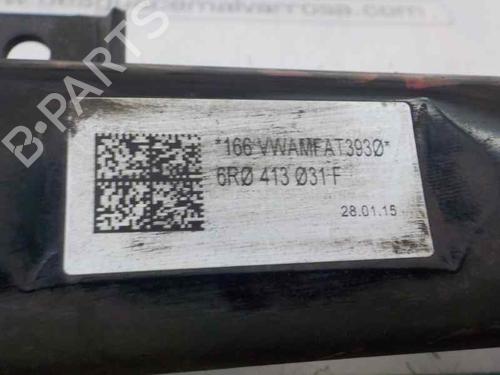 *166 VWAMFAT393Ø*
6RØ 413 Ø31 F
28.01.15
B-PARTS